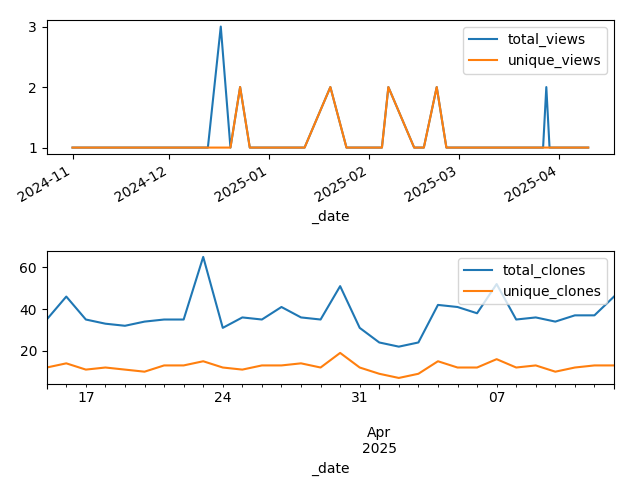 3
2
1
total_views
unique_views
2024-11
2024-12
2025-01
2025-02
2025-03
2025-04
_date
60
40
20
total_clones
unique_clones
17
24
31
07
Apr
2025
_date